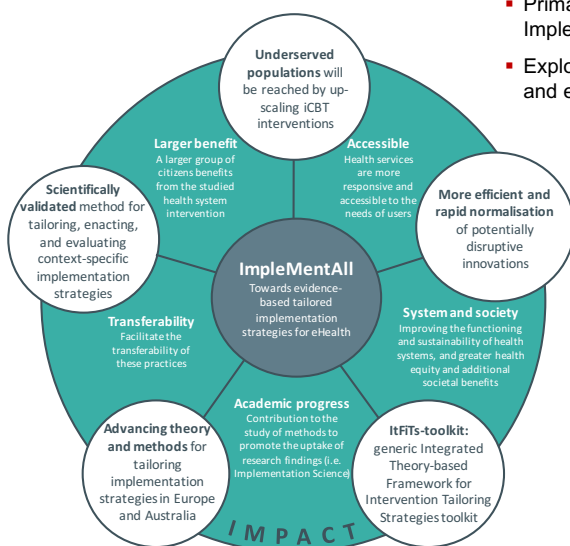 ▪ Prima
Imple
▪ Explo
and e
Underserved
populations will
be reached by up-
scaling iCBT
interventions
Larger benefit
A larger group of
citizens benefits
from the studied
health system
intervention
Accessible
Health services
are more
responsive and
accessible to the
needs of users
Scientifically
validated method for
tailoring, enacting,
and evaluating
context-specific
implementation
strategies
More efficient and
rapid normalisation
of potentially
disruptive
innovations
ImpleMentAll
Towards evidence-
based tailored
implementation
strategies for eHealth
Transferability
Facilitate the
transferability of
these practices
System and society
Improving the functioning
and sustainability of health
systems, and greater health
equity and additional
societal benefits
Academic progress
Contribution to the
study of methods to
promote the uptake of
research findings (i.e.
Implementation Science)
Advancing theory
and methods for
tailoring
implementation
strategies in Europe
and Australia
ItFiTs-toolkit:
generic Integrated
Theory-based
Framework for
Intervention Tailoring
Strategies toolkit
IMPACT